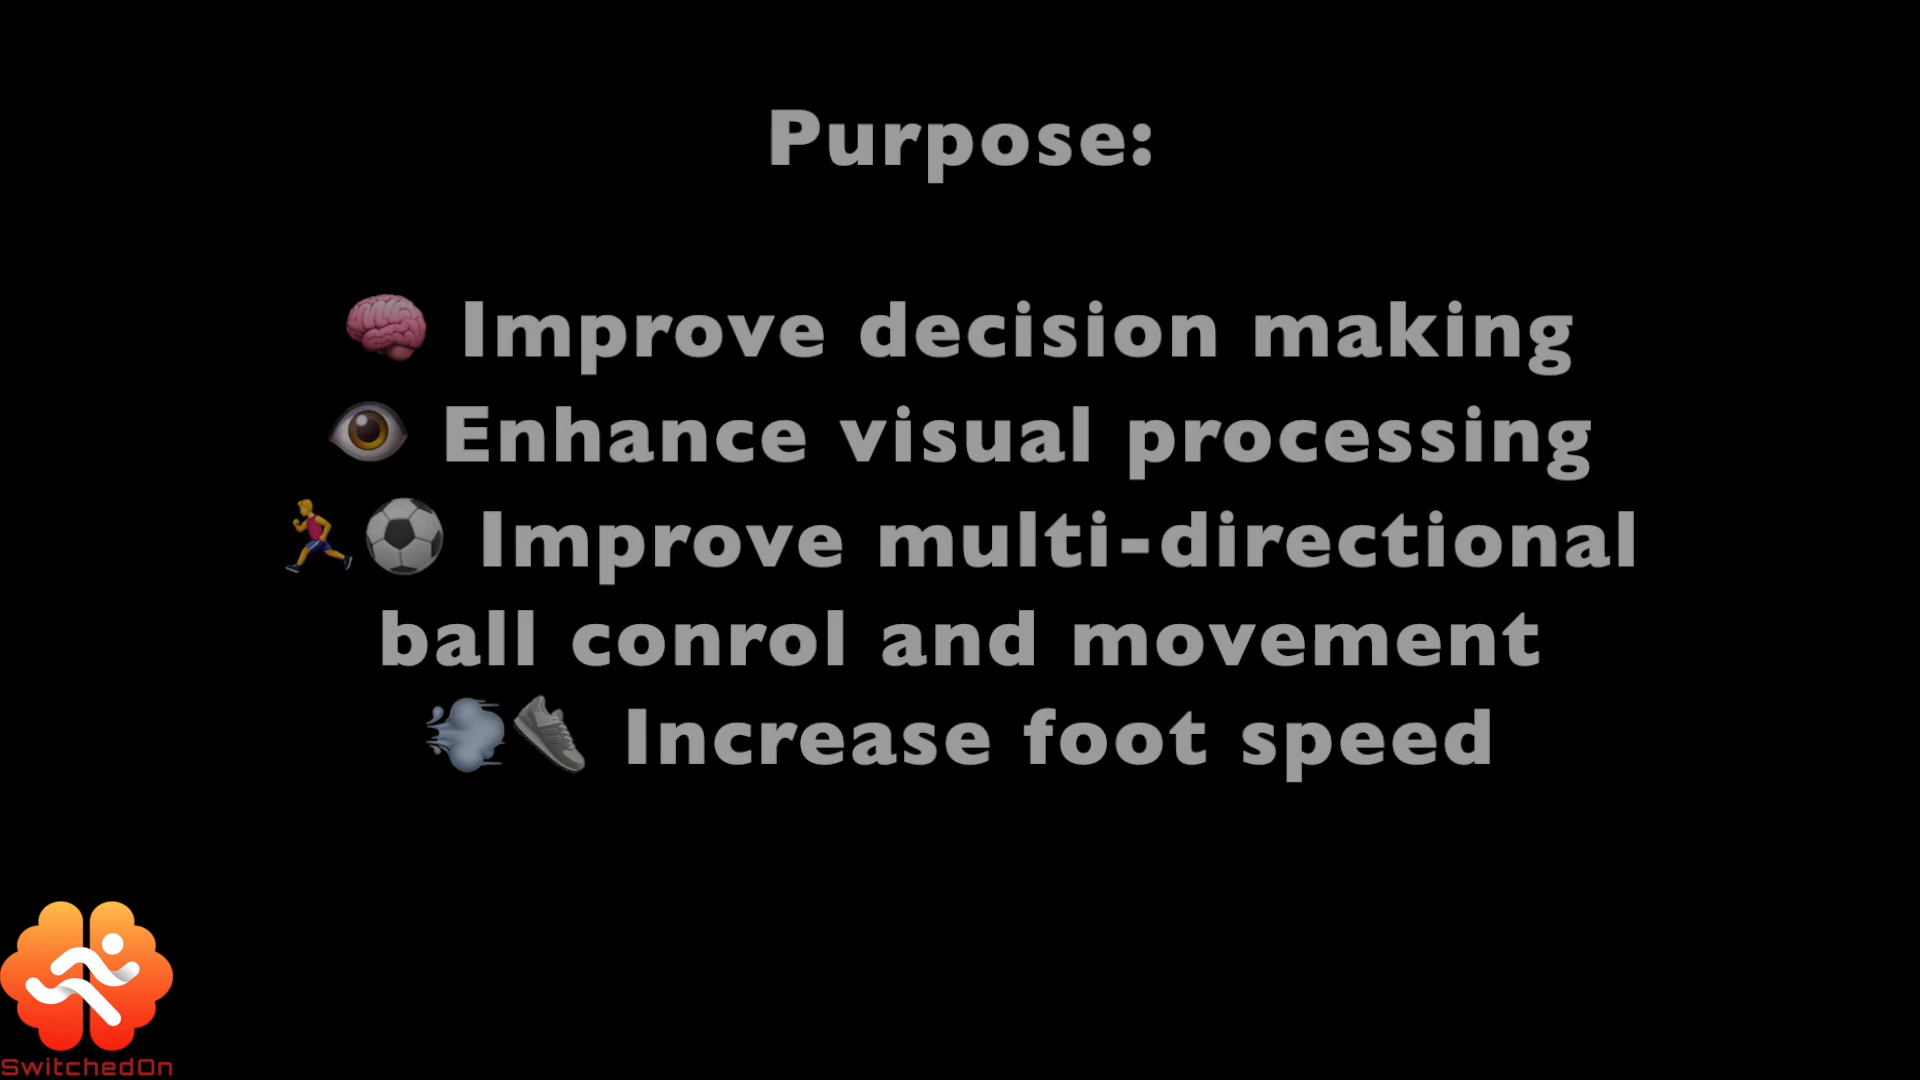 Purpose:
🧠 Improve decision making
👁 Enhance visual processing
🏃⚽ Improve multi-directional
ball conrol and movement
💨👟 Increase foot speed
SwitchedOn